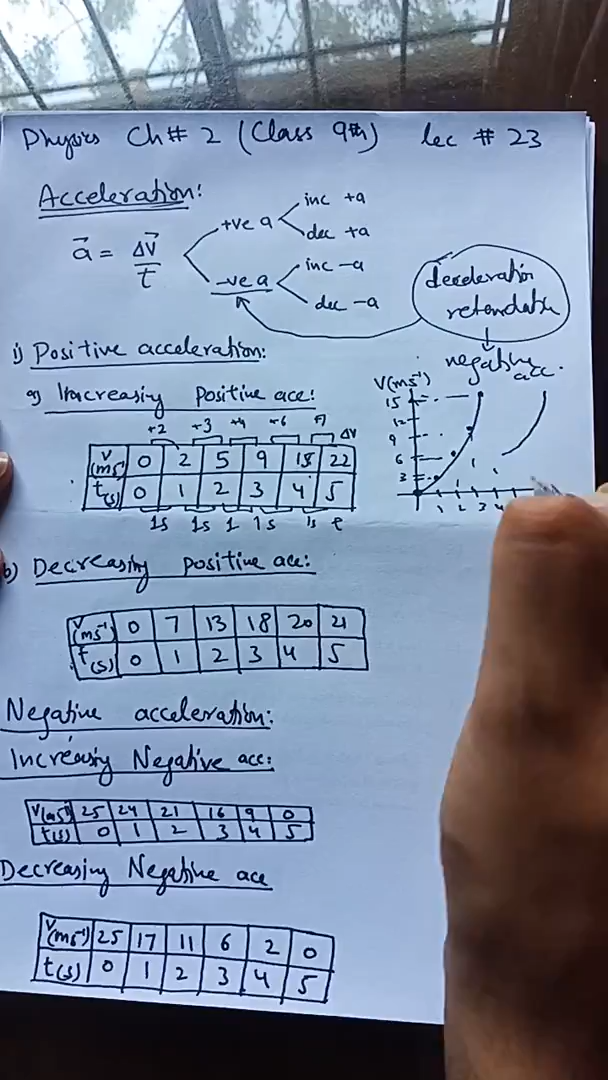 Physics Ch# 2 (Class 9th) lec # 23
Acceleration:
a = ΔV/t
+ve a
inc +a
dec +a
-ve a
inc -a
dec -a
deceleration
retardation
negative
acc.
i) Positive acceleration:
a) Increasing Positive acc:
+2 +3 +4 +6 +7 ΔV
V(ms⁻¹) 0 2 5 9 15 22
t(s) 0 1 2 3 4 5
1s 1s 1 1s 1s t
V(ms⁻¹)
15
12
9
6
3
1 2 3 4
b) Decreasing positive acc:
V(ms⁻¹) 0 7 13 18 20 21
t(s) 0 1 2 3 4 5
Negative acceleration:
Increasing Negative acc:
V(ms⁻¹) 25 24 21 16 9 0
t(s) 0 1 2 3 4 5
Decreasing Negative acc
V(ms⁻¹) 25 17 11 6 2 0
t(s) 0 1 2 3 4 5